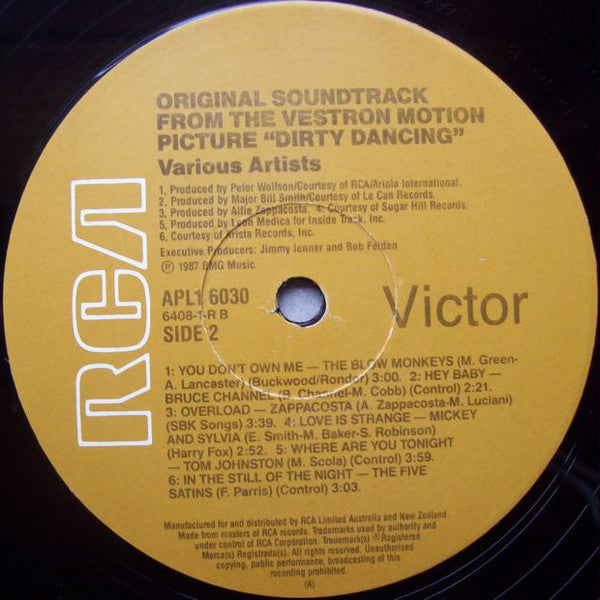 ORIGINAL SOUNDTRACK
FROM THE VESTRON MOTION
PICTURE "DIRTY DANCING"
Various Artists
1, Produced by Peter Wolfson/Courtesy of RCA/Ariola International.
2, Produced by Major Bill Smith/Courtesy of Le Can Records.
3, Produced by Alfie Zappacosta. 4: Courtesy of Sugar Hill Records.
5, Produced by Leon Medica for Inside Track, Inc.
6, Courtesy of Arista Records, Inc.
Executive Producers: Jimmy Ienner and Bob Feiden
Ⓟ 1987 BMG Music
RCA
APL1 6030
6408-1-R B
SIDE 2
Victor
1: YOU DON'T OWN ME — THE BLOW MONKEYS (M. Green-
A. Lancaster) (Buckwood/Rondor) 3:00. 2: HEY BABY —
BRUCE CHANNEL (B. Channel-M. Cobb) (Control) 2:21.
3: OVERLOAD — ZAPPACOSTA (A. Zappacosta-M. Luciani)
(SBK Songs) 3:39. 4: LOVE IS STRANGE — MICKEY
AND SYLVIA (E. Smith-M. Baker-S. Robinson)
(Harry Fox) 2:52. 5: WHERE ARE YOU TONIGHT
— TOM JOHNSTON (M. Scola) (Control) 3:59.
6: IN THE STILL OF THE NIGHT — THE FIVE
SATINS (F. Parris) (Control) 3:03.
Manufactured for and distributed by RCA Limited Australia and New Zealand.
Made from masters of RCA records. Trademarks used by authority and
under control of RCA Corporation. Trademark(s) ®Registered
Marca(s) Registrada(s). All rights reserved. Unauthorised
copying, public performance, broadcasting of this
recording prohibited.
(A)